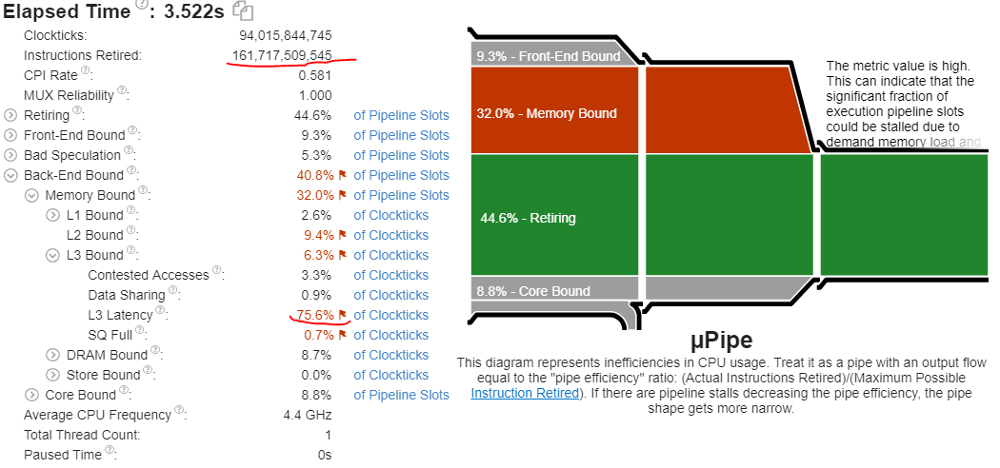 Elapsed Time ?: 3.522s
Clockticks: 94,015,844,745
Instructions Retired: 161,717,509,545
CPI Rate ?: 0.581
MUX Reliability ?: 1.000
Retiring ?: 44.6% of Pipeline Slots
Front-End Bound ?: 9.3% of Pipeline Slots
Bad Speculation ?: 5.3% of Pipeline Slots
Back-End Bound ?: 40.8% of Pipeline Slots
Memory Bound ?: 32.0% of Pipeline Slots
L1 Bound ?: 2.6% of Clockticks
L2 Bound ?: 9.4% of Clockticks
L3 Bound ?: 6.3% of Clockticks
Contested Accesses ?: 3.3% of Clockticks
Data Sharing ?: 0.9% of Clockticks
L3 Latency ?: 75.6% of Clockticks
SQ Full ?: 0.7% of Clockticks
DRAM Bound ?: 8.7% of Clockticks
Store Bound ?: 0.0% of Clockticks
Core Bound ?: 8.8% of Pipeline Slots
Average CPU Frequency ?: 4.4 GHz
Total Thread Count: 1
Paused Time ?: 0s
9.3% - Front-End Bound
32.0% - Memory Bound
44.6% - Retiring
8.8% - Core Bound
The metric value is high.
This can indicate that the
significant fraction of
execution pipeline slots
could be stalled due to
demand memory load and
µPipe
This diagram represents inefficiencies in CPU usage. Treat it as a pipe with an output flow
equal to the "pipe efficiency" ratio: (Actual Instructions Retired)/(Maximum Possible
Instruction Retired). If there are pipeline stalls decreasing the pipe efficiency, the pipe
shape gets more narrow.